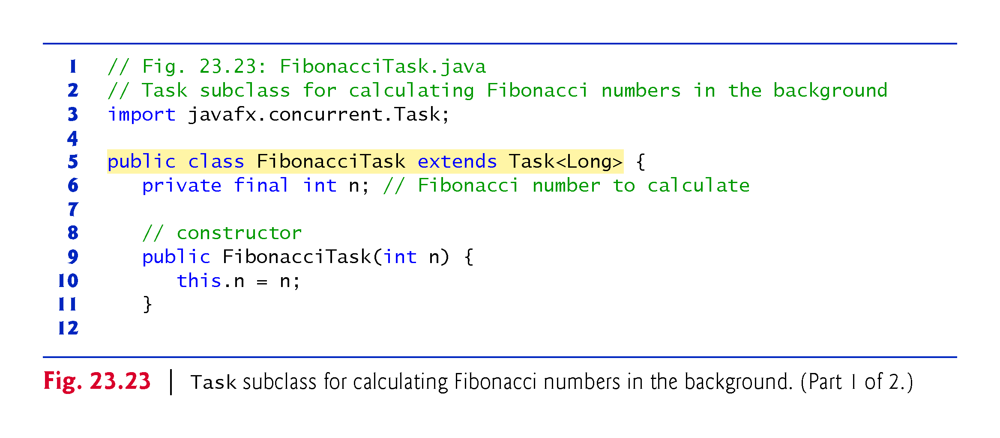 1 // Fig. 23.23: FibonacciTask.java
2 // Task subclass for calculating Fibonacci numbers in the background
3 import javafx.concurrent.Task;
4
5 public class FibonacciTask extends Task<Long> {
6    private final int n; // Fibonacci number to calculate
7
8    // constructor
9    public FibonacciTask(int n) {
10       this.n = n;
11    }
12
Fig. 23.23 | Task subclass for calculating Fibonacci numbers in the background. (Part 1 of 2.)